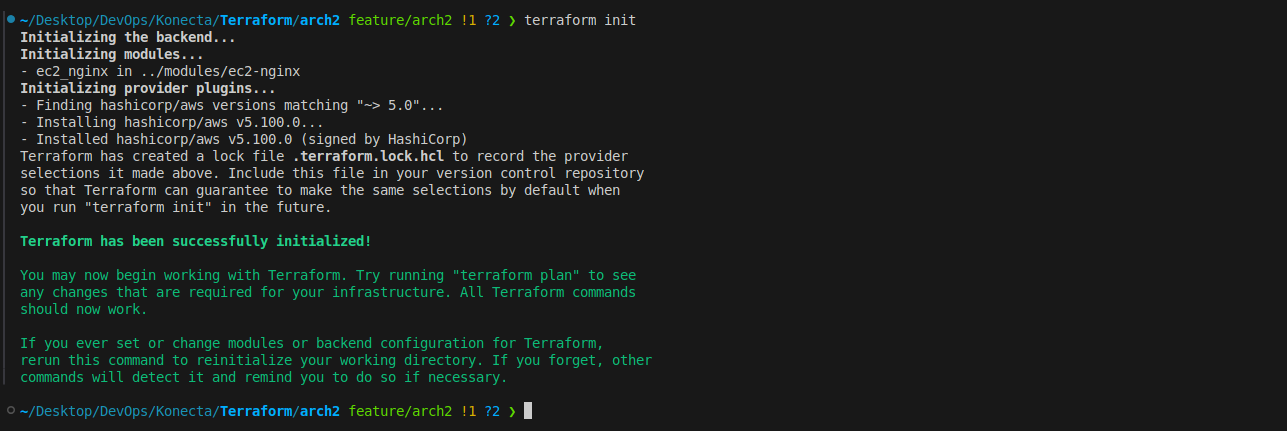 ~/Desktop/DevOps/Konecta/Terraform/arch2 feature/arch2 !1 ?2 ❯ terraform init
Initializing the backend...
Initializing modules...
- ec2_nginx in ../modules/ec2-nginx
Initializing provider plugins...
- Finding hashicorp/aws versions matching "~> 5.0"...
- Installing hashicorp/aws v5.100.0...
- Installed hashicorp/aws v5.100.0 (signed by HashiCorp)
Terraform has created a lock file .terraform.lock.hcl to record the provider
selections it made above. Include this file in your version control repository
so that Terraform can guarantee to make the same selections by default when
you run "terraform init" in the future.
Terraform has been successfully initialized!
You may now begin working with Terraform. Try running "terraform plan" to see
any changes that are required for your infrastructure. All Terraform commands
should now work.
If you ever set or change modules or backend configuration for Terraform,
rerun this command to reinitialize your working directory. If you forget, other
commands will detect it and remind you to do so if necessary.
~/Desktop/DevOps/Konecta/Terraform/arch2 feature/arch2 !1 ?2 ❯